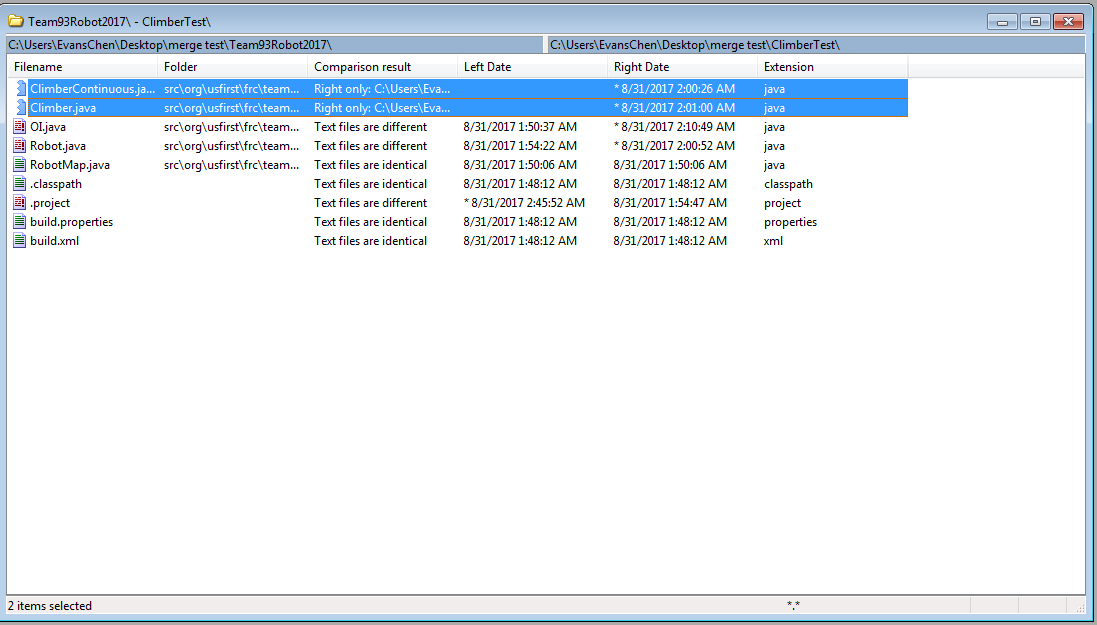 Team93Robot2017\ - ClimberTest\
C:\Users\EvansChen\Desktop\merge test\Team93Robot2017\ C:\Users\EvansChen\Desktop\merge test\ClimberTest\
Filename Folder Comparison result Left Date Right Date Extension
ClimberContinuous.ja... src\org\usfirst\frc\team... Right only: C:\Users\Eva... * 8/31/2017 2:00:26 AM java
Climber.java src\org\usfirst\frc\team... Right only: C:\Users\Eva... * 8/31/2017 2:01:00 AM java
OI.java src\org\usfirst\frc\team... Text files are different 8/31/2017 1:50:37 AM * 8/31/2017 2:10:49 AM java
Robot.java src\org\usfirst\frc\team... Text files are different 8/31/2017 1:54:22 AM * 8/31/2017 2:00:52 AM java
RobotMap.java src\org\usfirst\frc\team... Text files are identical 8/31/2017 1:50:06 AM 8/31/2017 1:50:06 AM java
.classpath Text files are identical 8/31/2017 1:48:12 AM 8/31/2017 1:48:12 AM classpath
.project Text files are different * 8/31/2017 2:45:52 AM 8/31/2017 1:54:47 AM project
build.properties Text files are identical 8/31/2017 1:48:12 AM 8/31/2017 1:48:12 AM properties
build.xml Text files are identical 8/31/2017 1:48:12 AM 8/31/2017 1:48:12 AM xml
2 items selected *.*